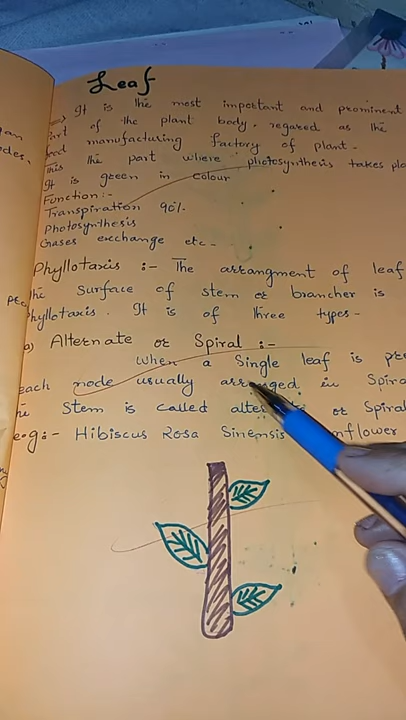 Leaf
=> It is the most important and prominent
part of the plant body. regared as the
food manufacturing factory of plant-
This the part where photosynthesis takes pla
It is green in colour
Function:-
Transpiration 90%
Photosynthesis
Gases exchange etc-
Phyllotaxis :- The arrangment of leaf
the surface of stem or brancher is
Phyllotaxis. It is of three types-
a) Alternate or Spiral :-
When a Single leaf is pre
each node usually arranged in Spira
Stem is called alte or Spiral
e.g:- Hibiscus Rosa Sinensis nflower